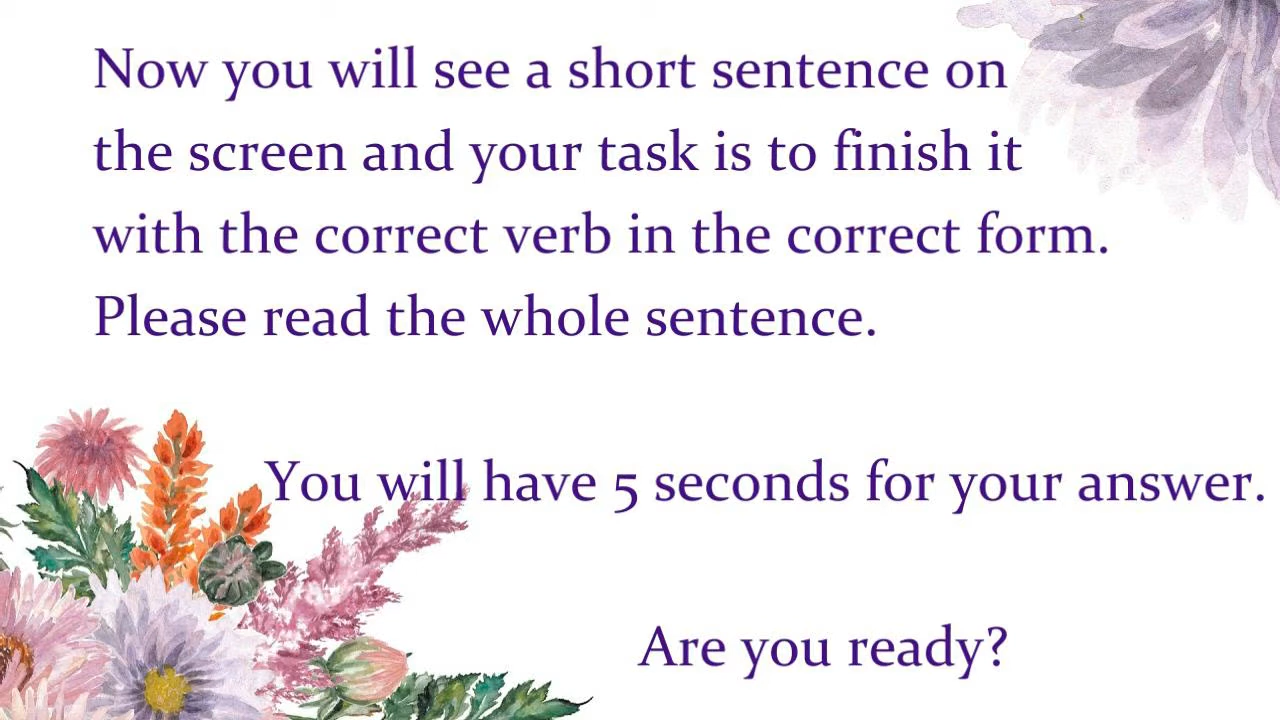 Now you will see a short sentence on
the screen and your task is to finish it
with the correct verb in the correct form.
Please read the whole sentence.
You will have 5 seconds for your answer.
Are you ready?